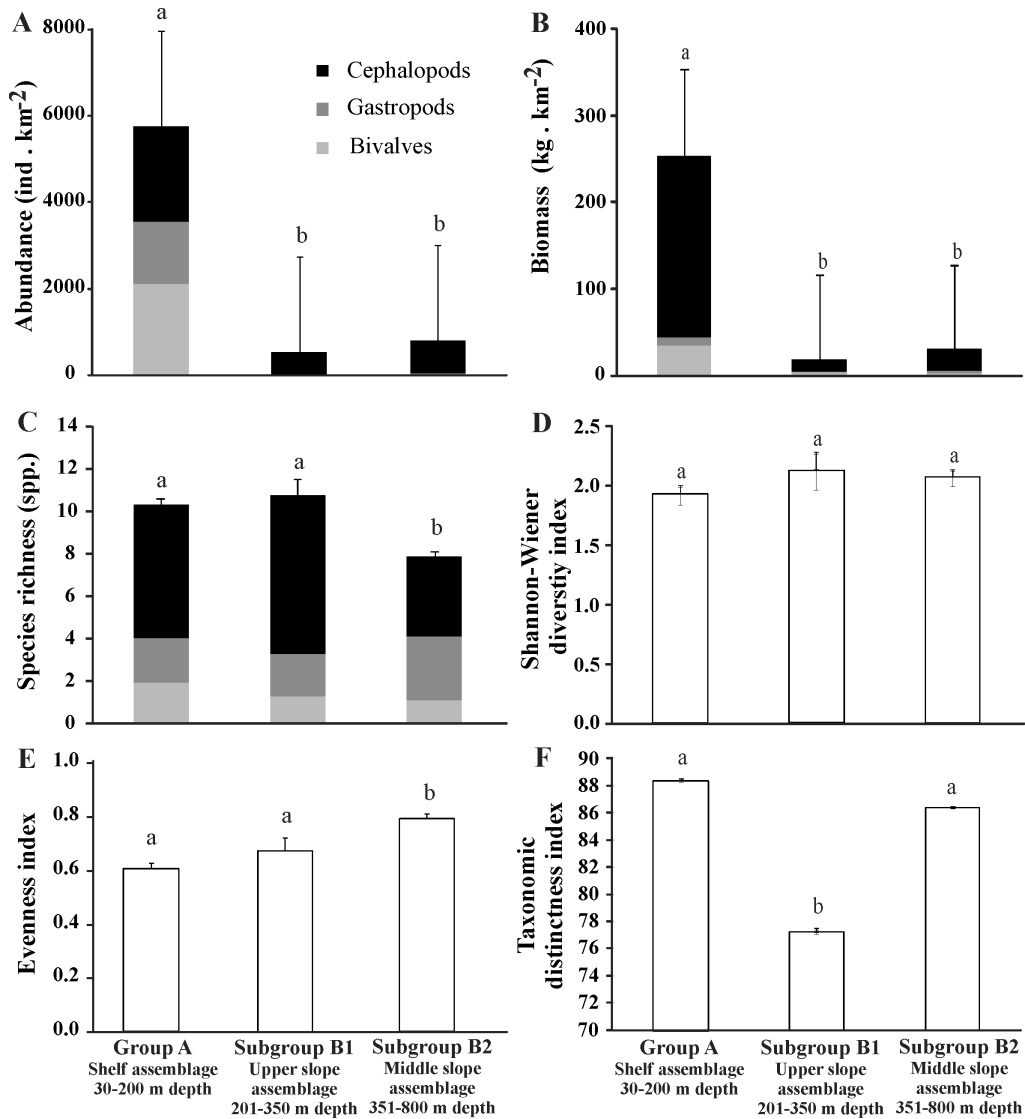 A
8000
6000
4000
2000
0
Abundance (ind . km-2)
a
b
b
Cephalopods
Gastropods
Bivalves
B
400
300
200
100
0
Biomass (kg . km-2)
a
b
b
C
14
12
10
8
6
4
2
0
Species richness (spp.)
a
a
b
D
2.5
2.0
1.5
1.0
0.5
0.0
Shannon-Wiener
diverstiy index
a
a
a
E
1.0
0.8
0.6
0.4
0.2
0.0
Evenness index
a
a
b
Group A
Shelf assemblage
30-200 m depth
Subgroup B1
Upper slope
assemblage
201-350 m depth
Subgroup B2
Middle slope
assemblage
351-800 m depth
F
90
88
86
84
82
80
78
76
74
72
70
Taxonomic
distinctness index
a
b
a
Group A
Shelf assemblage
30-200 m depth
Subgroup B1
Upper slope
assemblage
201-350 m depth
Subgroup B2
Middle slope
assemblage
351-800 m depth